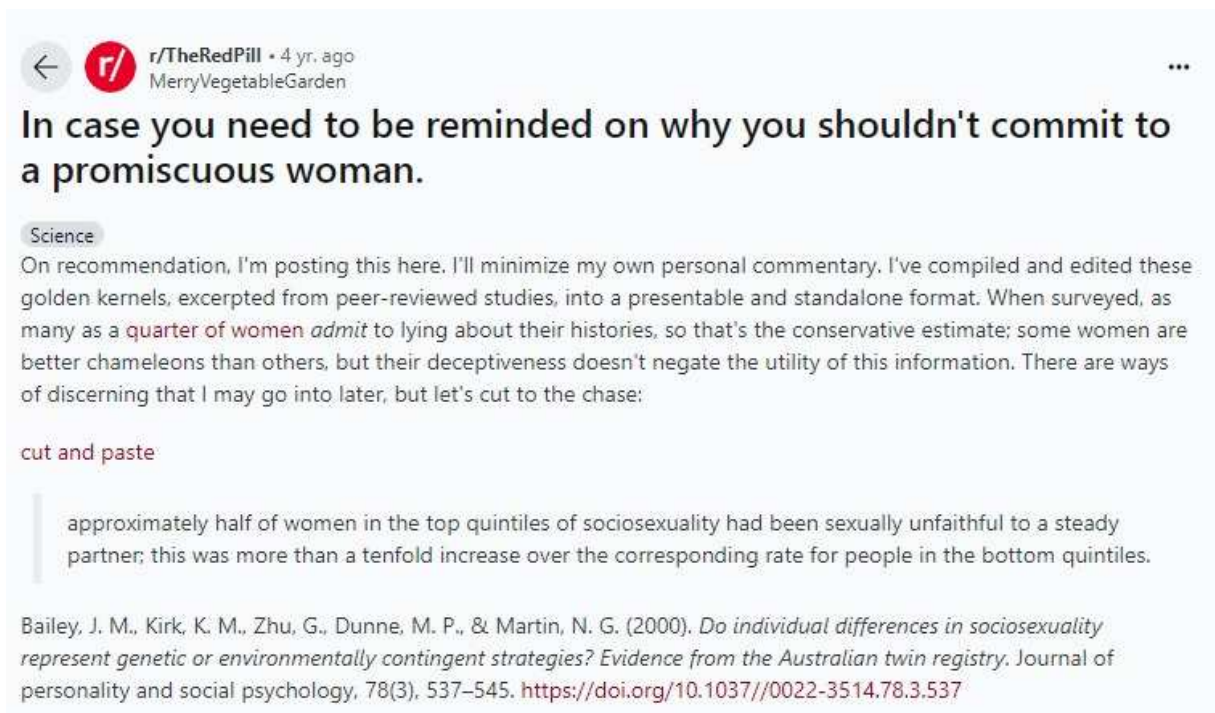 r/TheRedPill • 4 yr. ago
MerryVegetableGarden
In case you need to be reminded on why you shouldn't commit to
a promiscuous woman.
Science
On recommendation, I'm posting this here. I'll minimize my own personal commentary. I've compiled and edited these
golden kernels, excerpted from peer-reviewed studies, into a presentable and standalone format. When surveyed, as
many as a quarter of women admit to lying about their histories, so that's the conservative estimate; some women are
better chameleons than others, but their deceptiveness doesn't negate the utility of this information. There are ways
of discerning that I may go into later, but let's cut to the chase:
cut and paste
approximately half of women in the top quintiles of sociosexuality had been sexually unfaithful to a steady
partner; this was more than a tenfold increase over the corresponding rate for people in the bottom quintiles.
Bailey, J. M., Kirk, K. M., Zhu, G., Dunne, M. P., & Martin, N. G. (2000). Do individual differences in sociosexuality
represent genetic or environmentally contingent strategies? Evidence from the Australian twin registry. Journal of
personality and social psychology, 78(3), 537–545. https://doi.org/10.1037//0022-3514.78.3.537